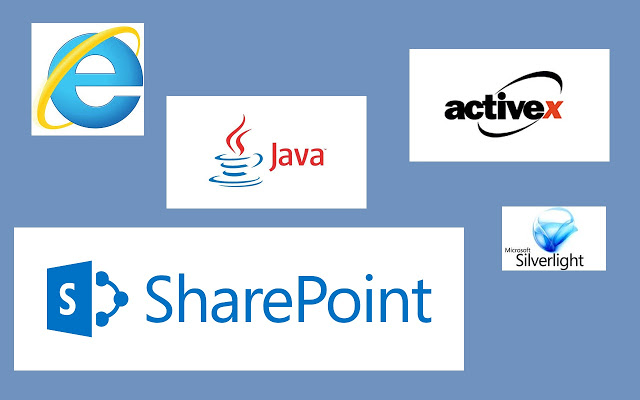 e
activex
Java
Microsoft
Silverlight
S
SharePoint